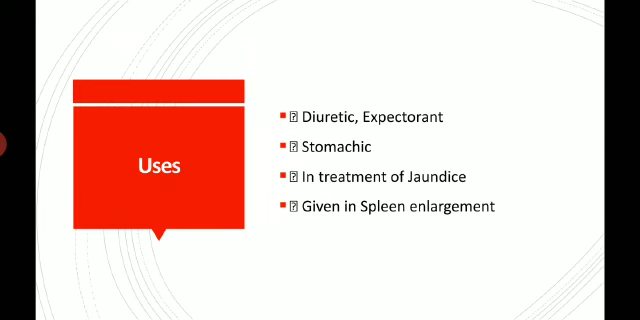 Uses
Diuretic, Expectorant
Stomachic
In treatment of Jaundice
Given in Spleen enlargement